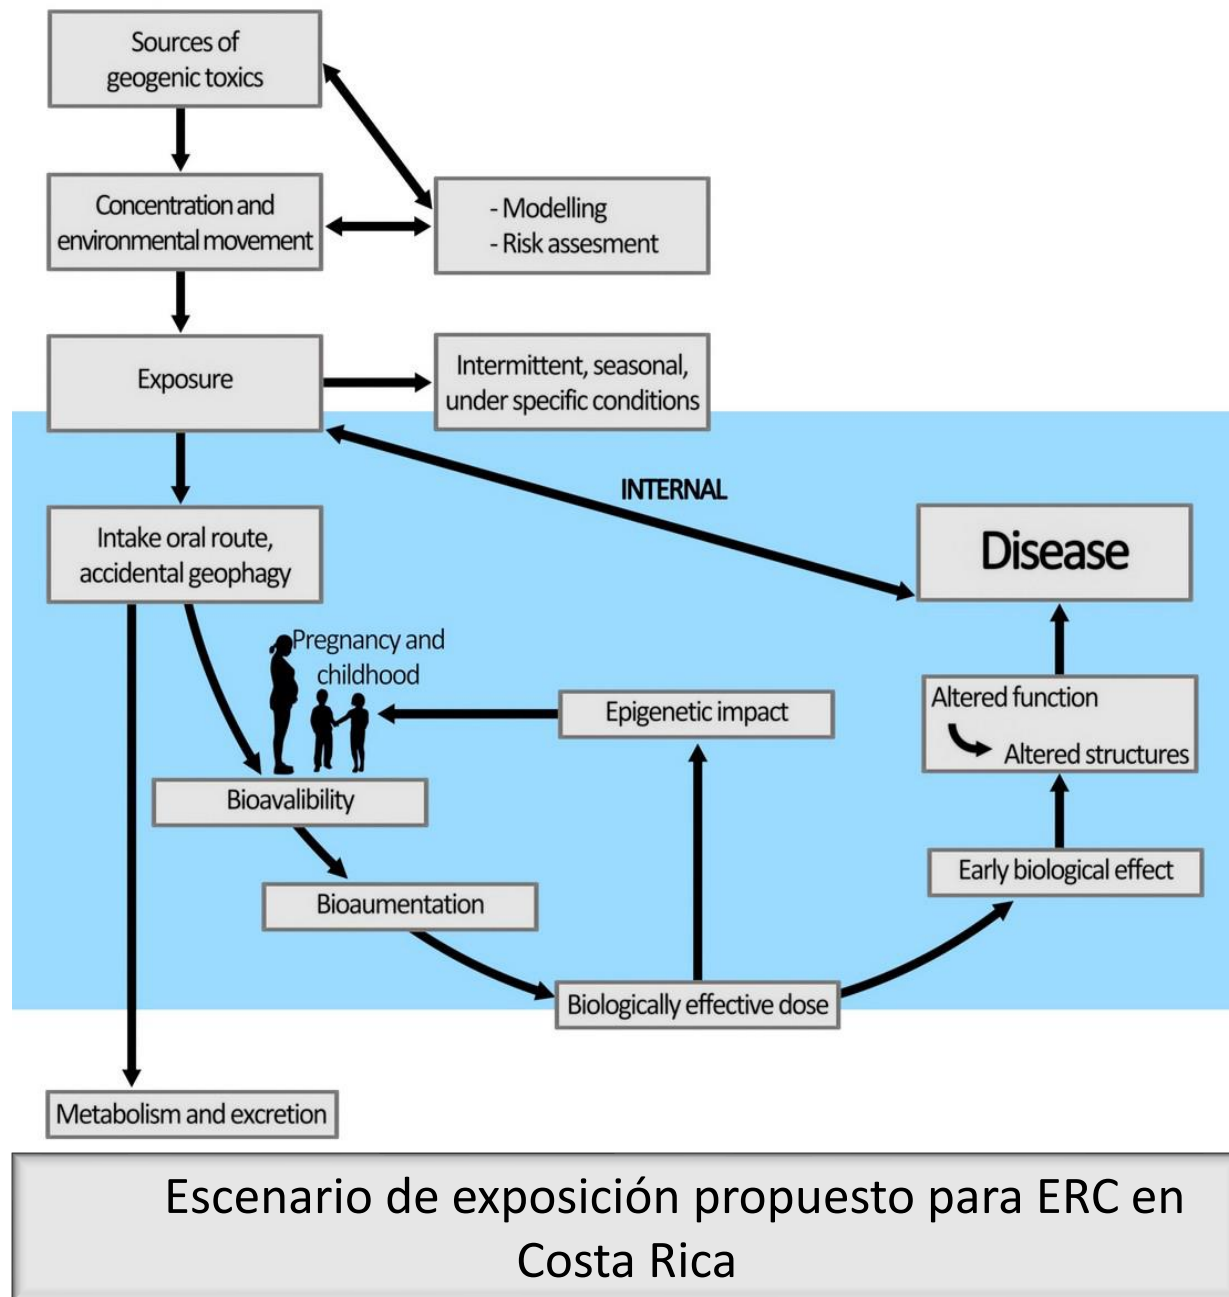 Sources of
geogenic toxics
Concentration and
environmental movement
- Modelling
- Risk assesment
Exposure
Intermittent, seasonal,
under specific conditions
INTERNAL
Intake oral route,
accidental geophagy
Disease
Pregnancy and
childhood
Epigenetic impact
Altered function
Altered structures
Bioavalibility
Early biological effect
Bioaumentation
Biologically effective dose
Metabolism and excretion
Escenario de exposición propuesto para ERC en
Costa Rica